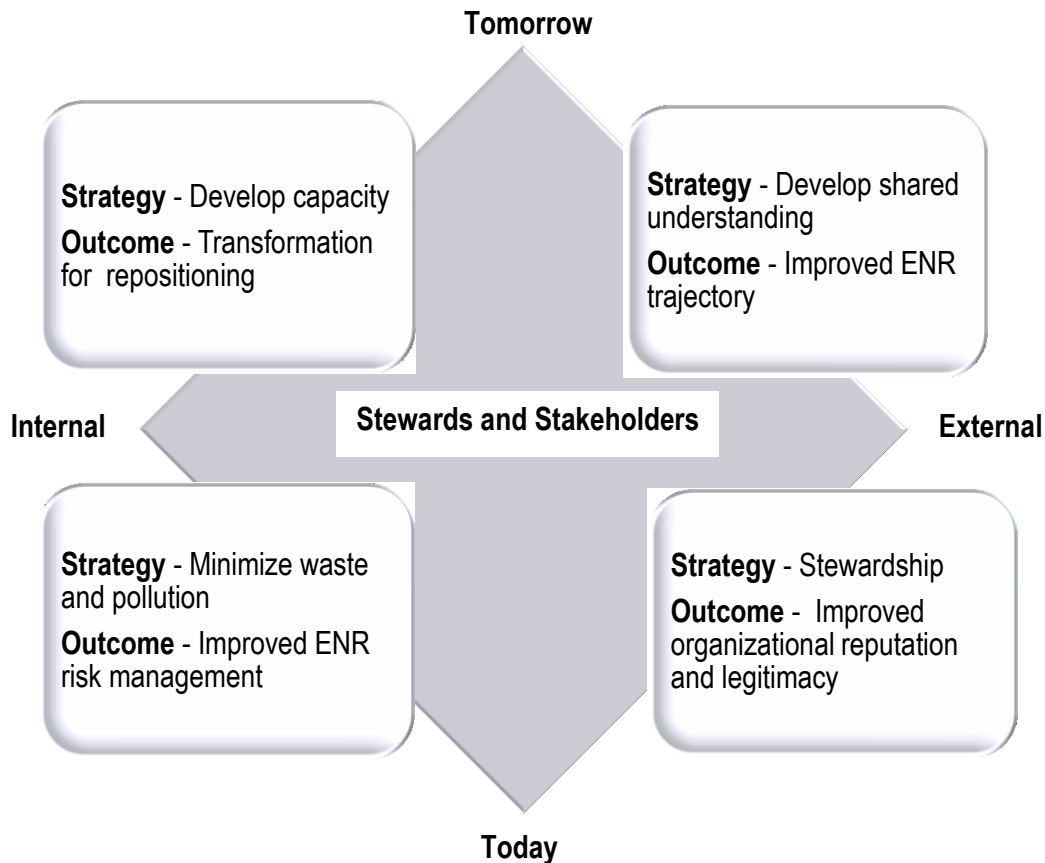 Tomorrow
Strategy - Develop capacity
Outcome - Transformation
for repositioning
Strategy - Develop shared
understanding
Outcome - Improved ENR
trajectory
Internal
Stewards and Stakeholders
External
Strategy - Minimize waste
and pollution
Outcome - Improved ENR
risk management
Strategy - Stewardship
Outcome - Improved
organizational reputation
and legitimacy
Today